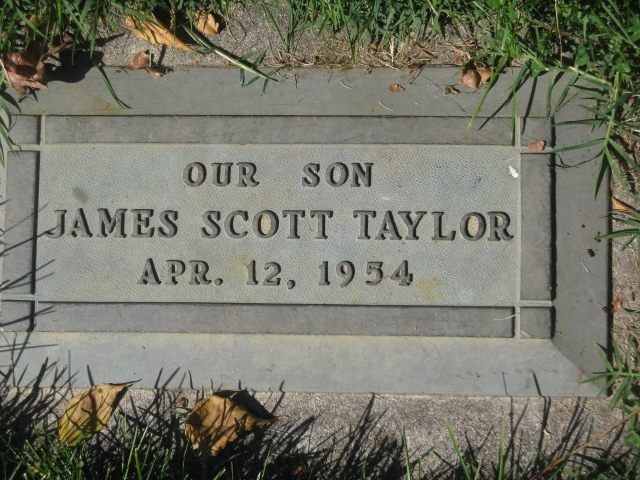 OUR SON
JAMES SCOTT TAYLOR
APR. 12, 1954